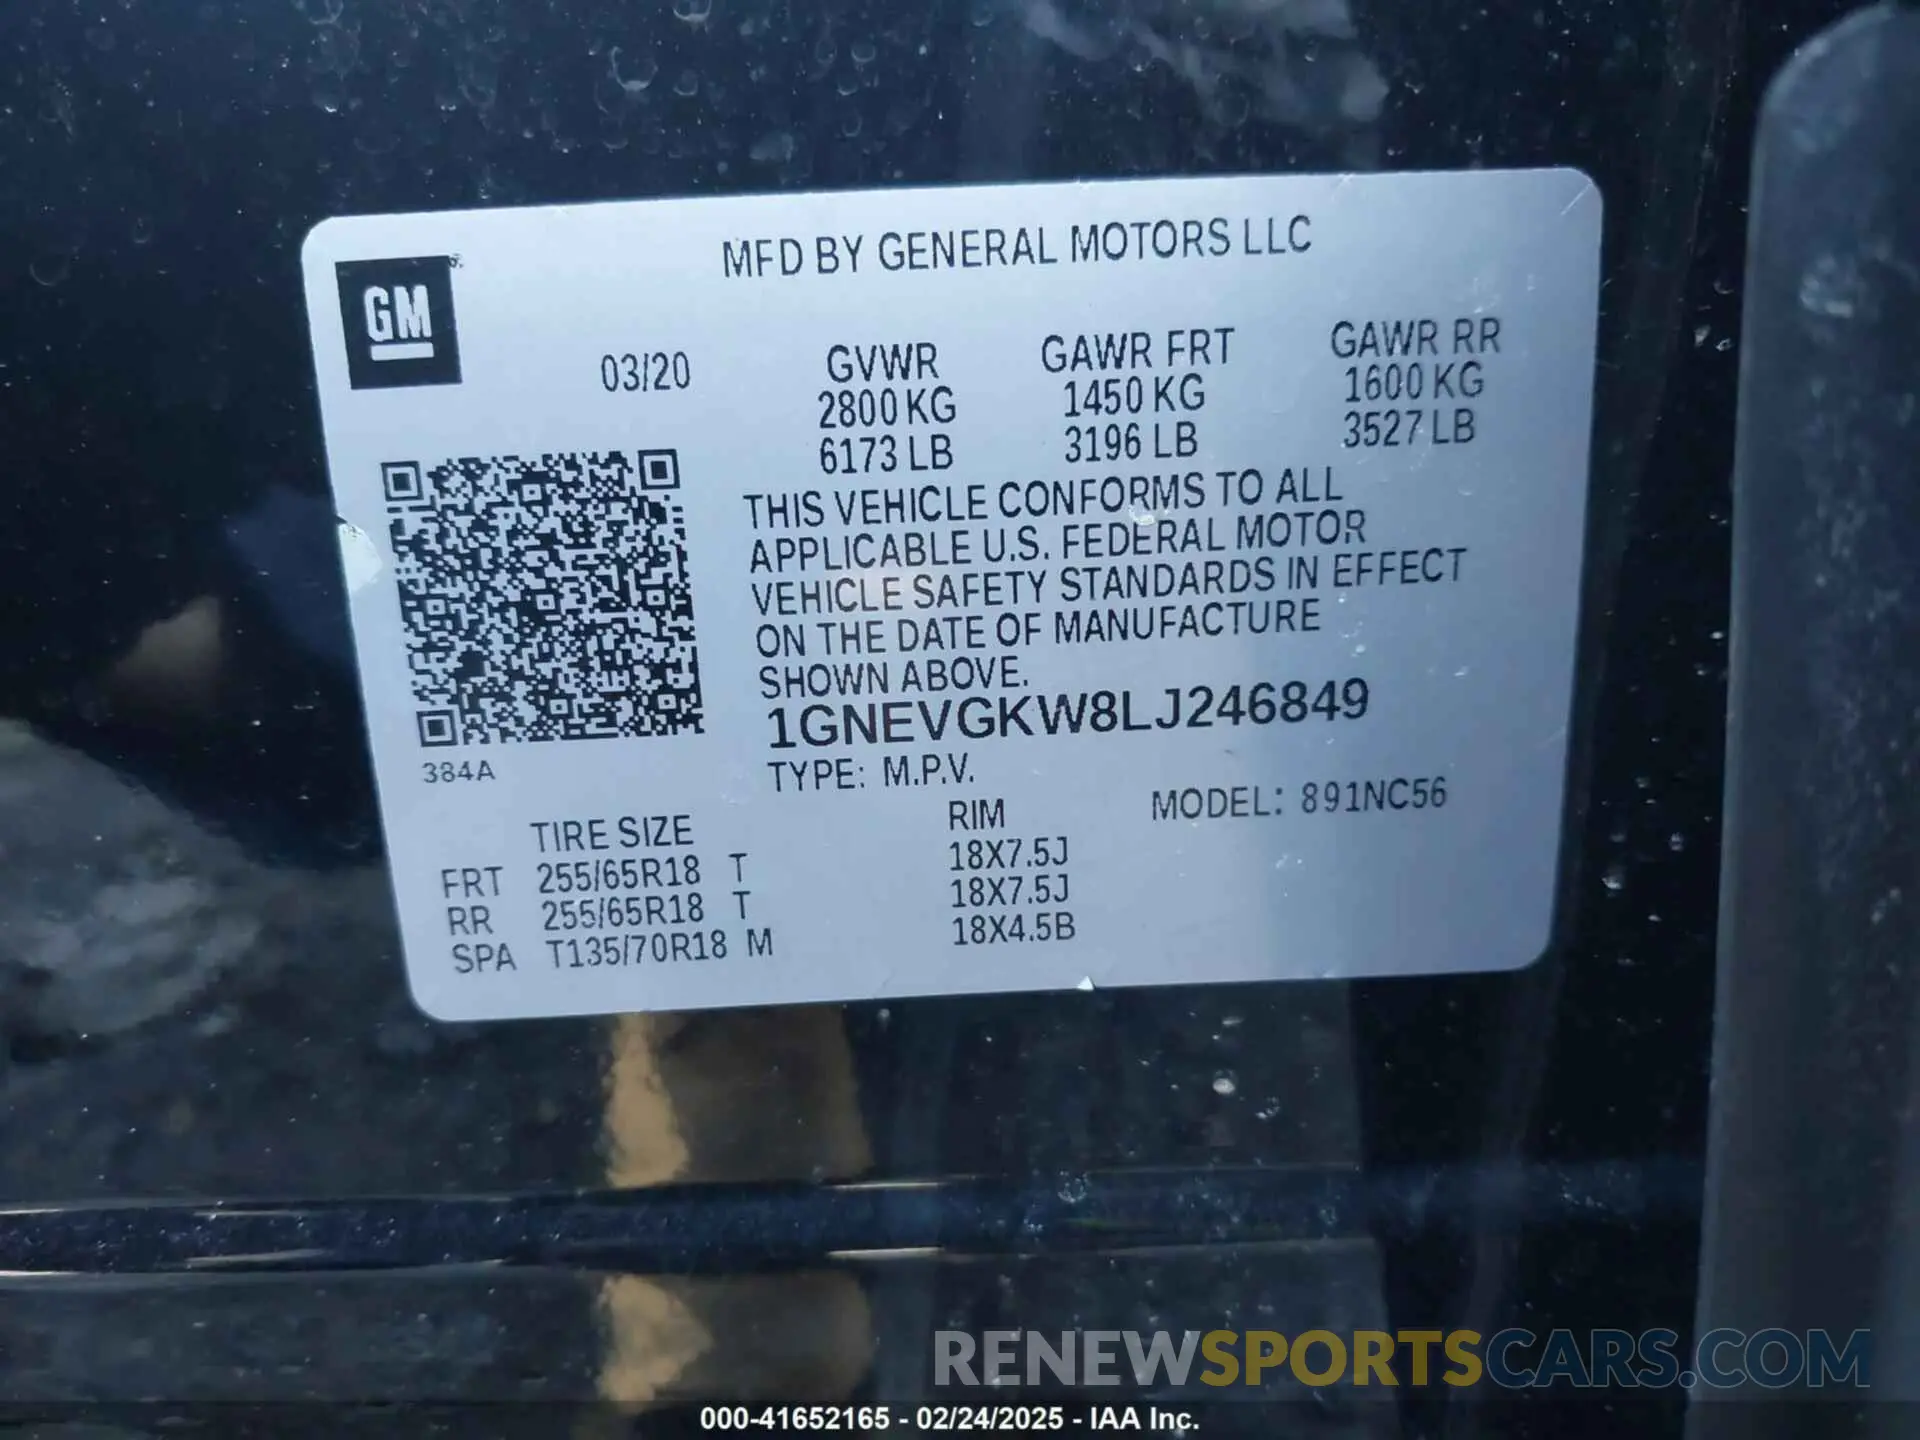 MFD BY GENERAL MOTORS LLC
GM
03/20
GVWR GAWR FRT GAWR RR
2800 KG 1450 KG 1600 KG
6173 LB 3196 LB 3527 LB
THIS VEHICLE CONFORMS TO ALL
APPLICABLE U.S. FEDERAL MOTOR
VEHICLE SAFETY STANDARDS IN EFFECT
ON THE DATE OF MANUFACTURE
SHOWN ABOVE.
1GNEVGKW8LJ246849
384A
TYPE: M.P.V. MODEL: 891NC56
TIRE SIZE RIM
FRT 255/65R18 T 18X7.5J
RR 255/65R18 T 18X7.5J
SPA T135/70R18 M 18X4.5B
RENEWSPORTSCARS.COM
000-41652165 - 02/24/2025 - IAA Inc.